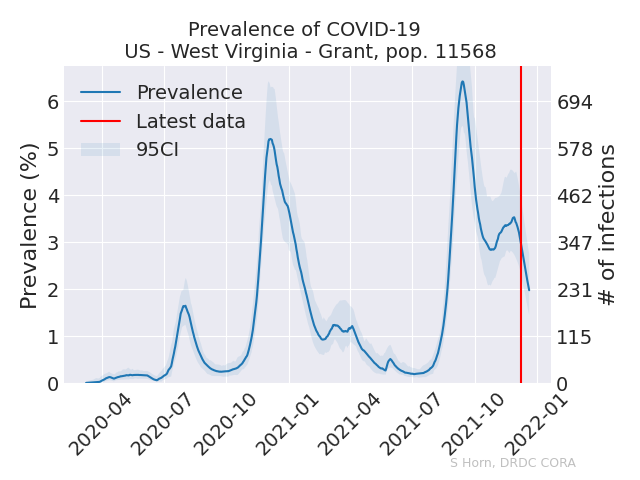 Prevalence of COVID-19
US - West Virginia - Grant, pop. 11568
Prevalence
Latest data
95CI
Prevalence (%)
6
5
4
3
2
1
0
694
578
462
347
231
115
0
# of infections
2020-04
2020-07
2020-10
2021-01
2021-04
2021-07
2021-10
2022-01
S Horn, DRDC CORA